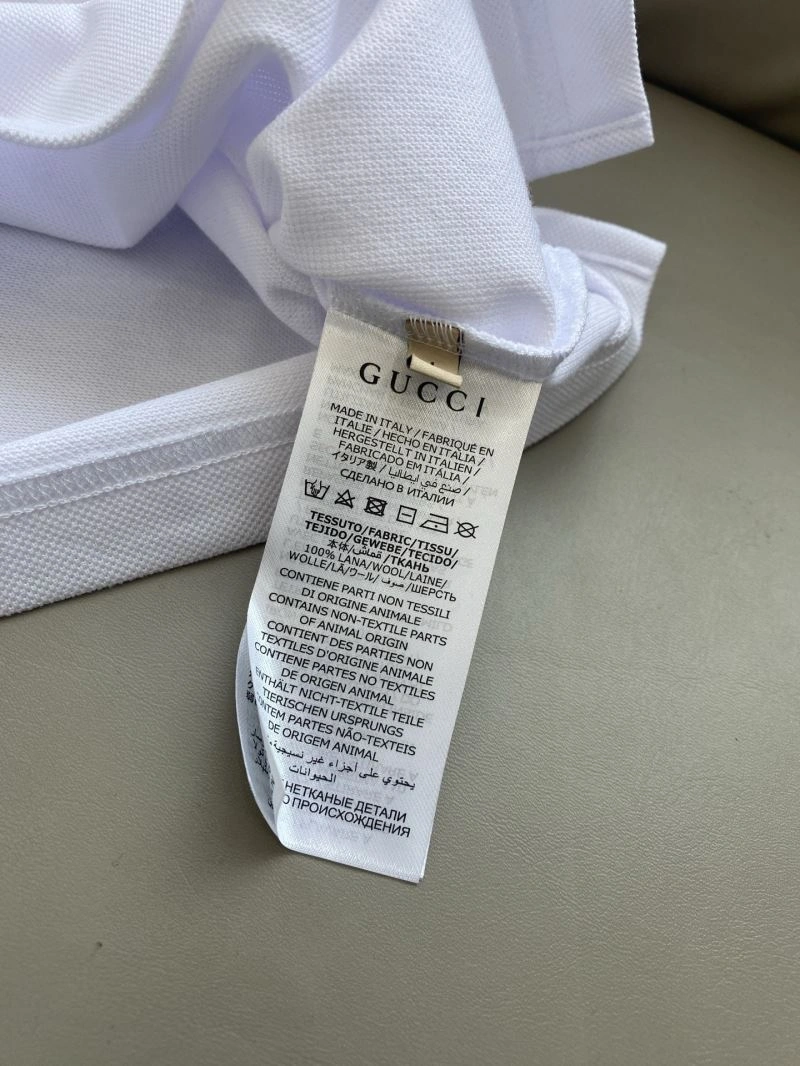 GUCCI
MADE IN ITALY / FABRIQUÉ EN
ITALIE / HECHO EN ITALIA /
HERGESTELLT IN ITALIEN /
FABRICADO EM ITÁLIA /
イタリア製 / صنع في إيطاليا /
СДЕЛАНО В ИТАЛИИ
TESSUTO/FABRIC/TISSU/
TEJIDO/GEWEBE/TECIDO/
本体/قماش/ТКАНЬ
100% LANA/WOOL/LAINE/
WOLLE/LÃ/ウール/صوف/ШЕРСТЬ
CONTIENE PARTI NON TESSILI
DI ORIGINE ANIMALE
CONTAINS NON-TEXTILE PARTS
OF ANIMAL ORIGIN
CONTIENT DES PARTIES NON
TEXTILES D'ORIGINE ANIMALE
CONTIENE PARTES NO TEXTILES
DE ORIGEN ANIMAL
ENTHÄLT NICHT-TEXTILE TEILE
TIERISCHEN URSPRUNGS
CONTEM PARTES NÃO-TEXTEIS
DE ORIGEM ANIMAL
يحتوي على أجزاء غير نسيجية
الحيوانات
НЕТКАНЫЕ ДЕТАЛИ
ПРОИСХОЖДЕНИЯ